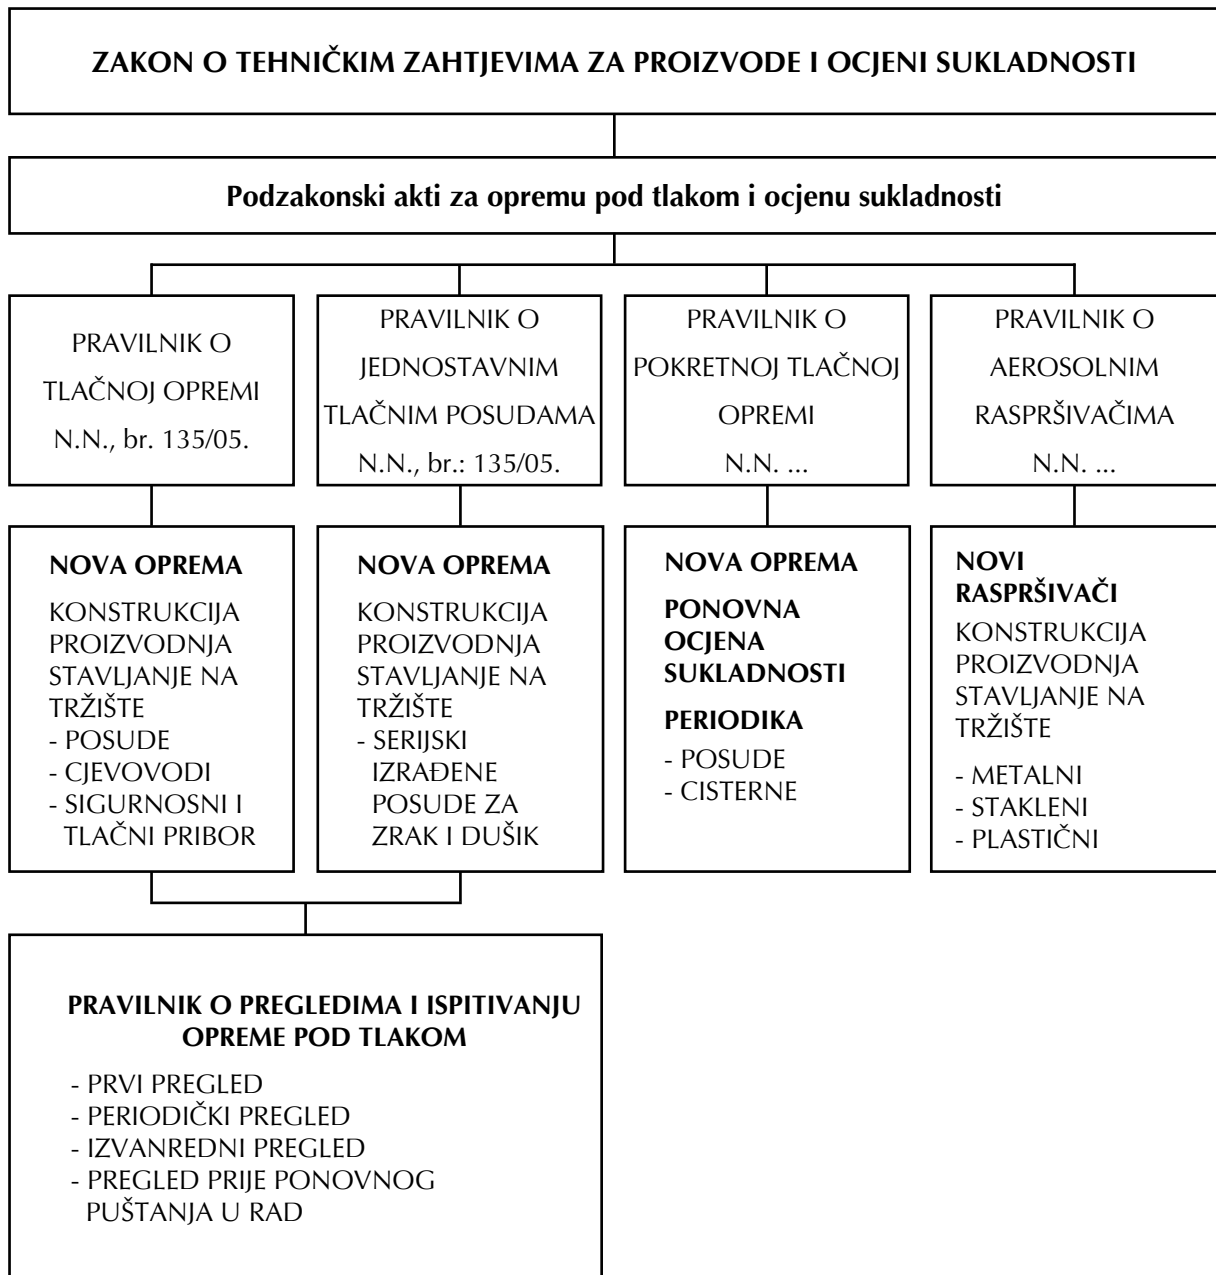 ZAKON O TEHNIČKIM ZAHTJEVIMA ZA PROIZVODE I OCJENI SUKLADNOSTI
Podzakonski akti za opremu pod tlakom i ocjenu sukladnosti
PRAVILNIK O
TLAČNOJ OPREMI
N.N., br. 135/05.
PRAVILNIK O
JEDNOSTAVNIM
TLAČNIM POSUDAMA
N.N., br.: 135/05.
PRAVILNIK O
POKRETNOJ TLAČNOJ
OPREMI
N.N. ...
PRAVILNIK O
AEROSOLNIM
RASPRŠIVAČIMA
N.N. ...
NOVA OPREMA
KONSTRUKCIJA
PROIZVODNJA
STAVLJANJE NA
TRŽIŠTE
- POSUDE
- CJEVOVODI
- SIGURNOSNI I
TLAČNI PRIBOR
NOVA OPREMA
KONSTRUKCIJA
PROIZVODNJA
STAVLJANJE NA
TRŽIŠTE
- SERIJSKI
IZRAĐENE
POSUDE ZA
ZRAK I DUŠIK
NOVA OPREMA
PONOVNA
OCJENA
SUKLADNOSTI
PERIODIKA
- POSUDE
- CISTERNE
NOVI
RASPRŠIVAČI
KONSTRUKCIJA
PROIZVODNJA
STAVLJANJE NA
TRŽIŠTE
- METALNI
- STAKLENI
- PLASTIČNI
PRAVILNIK O PREGLEDIMA I ISPITIVANJU
OPREME POD TLAKOM
- PRVI PREGLED
- PERIODIČKI PREGLED
- IZVANREDNI PREGLED
- PREGLED PRIJE PONOVNOG
PUŠTANJA U RAD